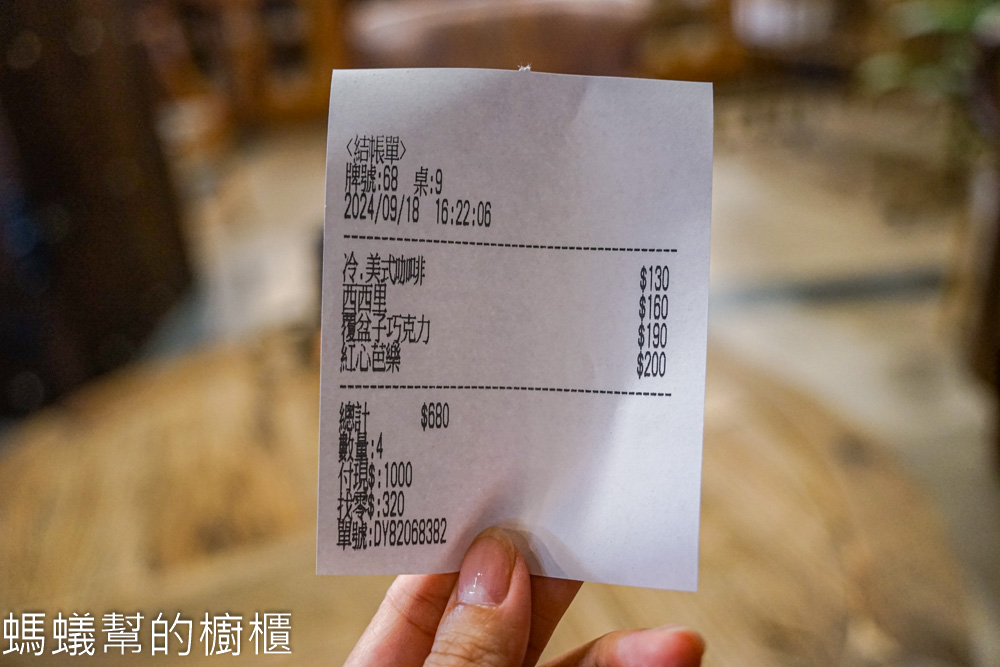 <結帳單>
牌號:68 桌:9
2024/09/18 16:22:06
冷.美式咖啡 $130
西西里 $160
覆盆子巧克力 $190
紅心芭樂 $200
總計 $680
數量:4
付現$:1000
找零$:320
單號:DY82068382
螞蟻幫的櫥櫃